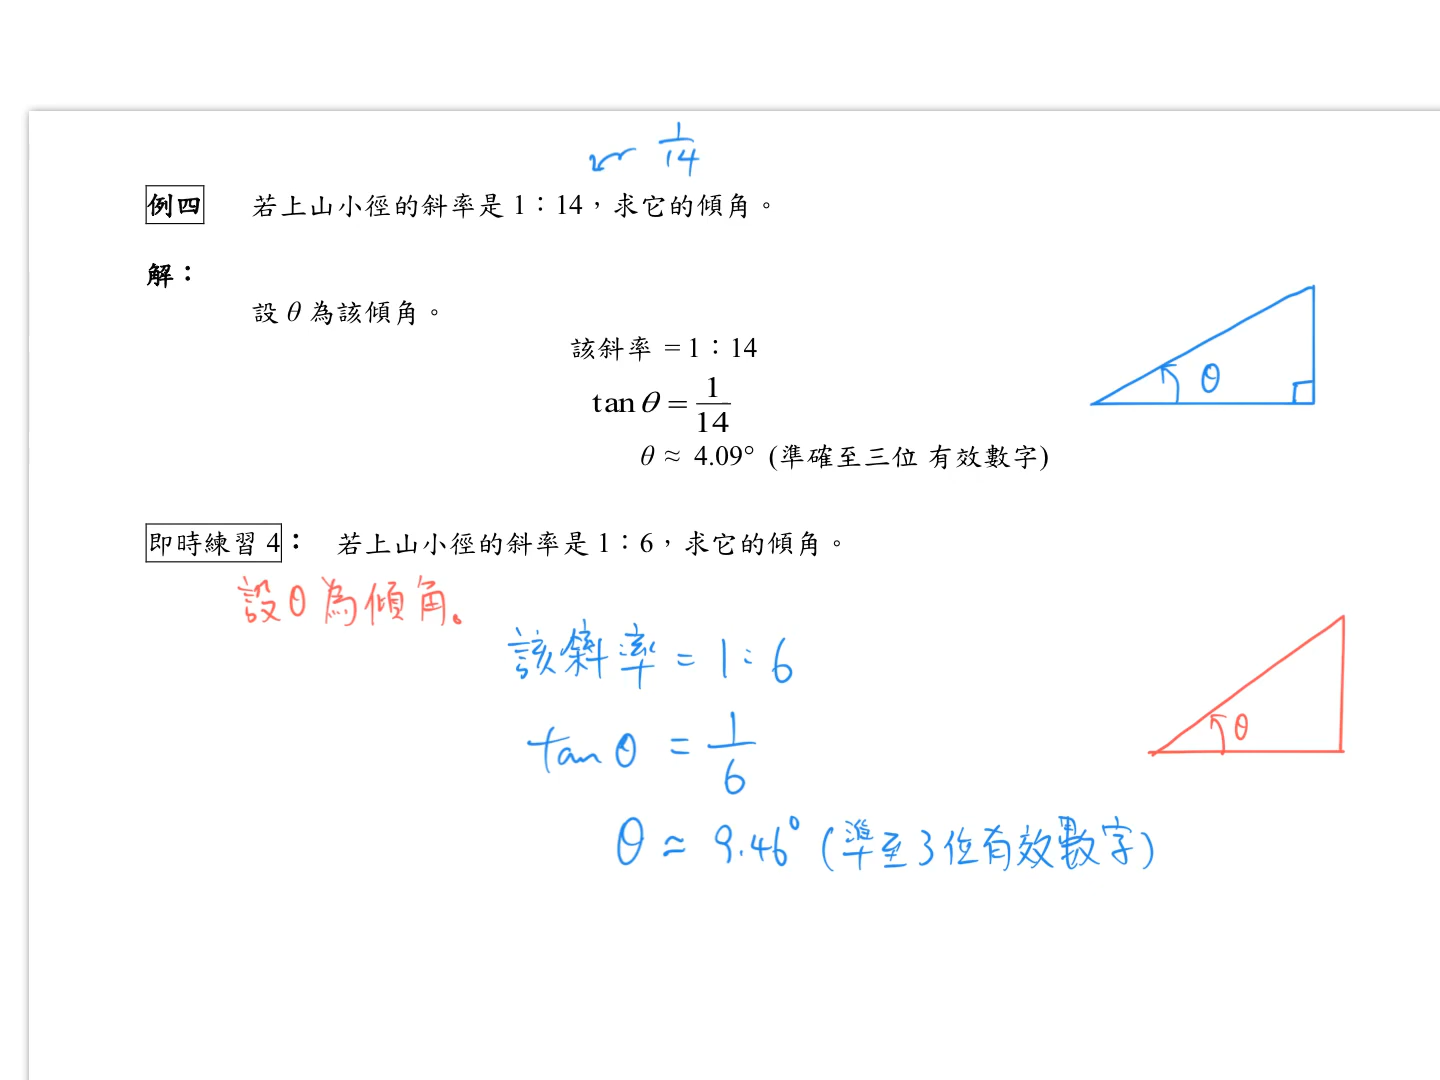 1/14
例四 若上山小徑的斜率是 1：14，求它的傾角。
解：
設 θ 為該傾角。
該斜率 = 1：14
tan θ = 1/14
θ ≈ 4.09° (準確至三位 有效數字)
θ
即時練習 4： 若上山小徑的斜率是 1：6，求它的傾角。
設θ為傾角。
該斜率 = 1:6
tan θ = 1/6
θ
θ ≈ 9.46° (準至3位有效數字)